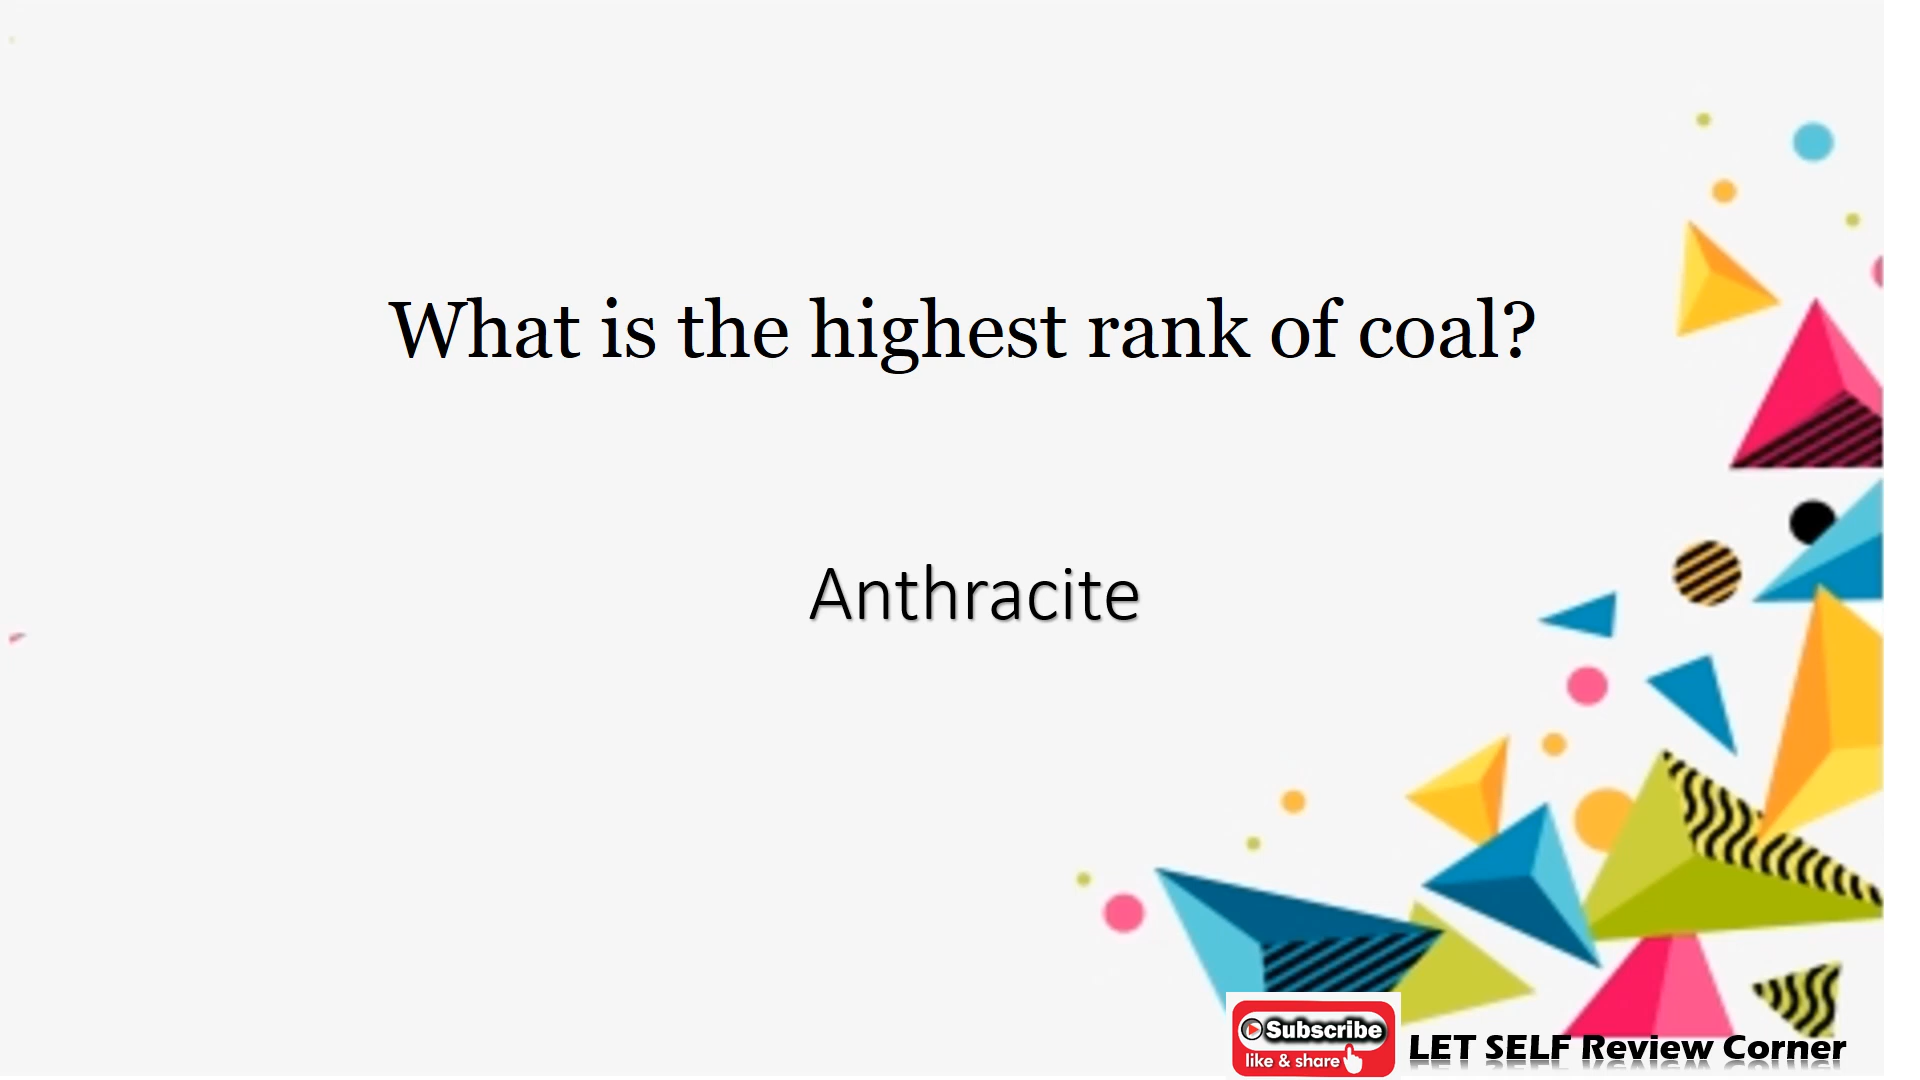 What is the highest rank of coal?
Anthracite
Subscribe
like & share
LET SELF Review Corner